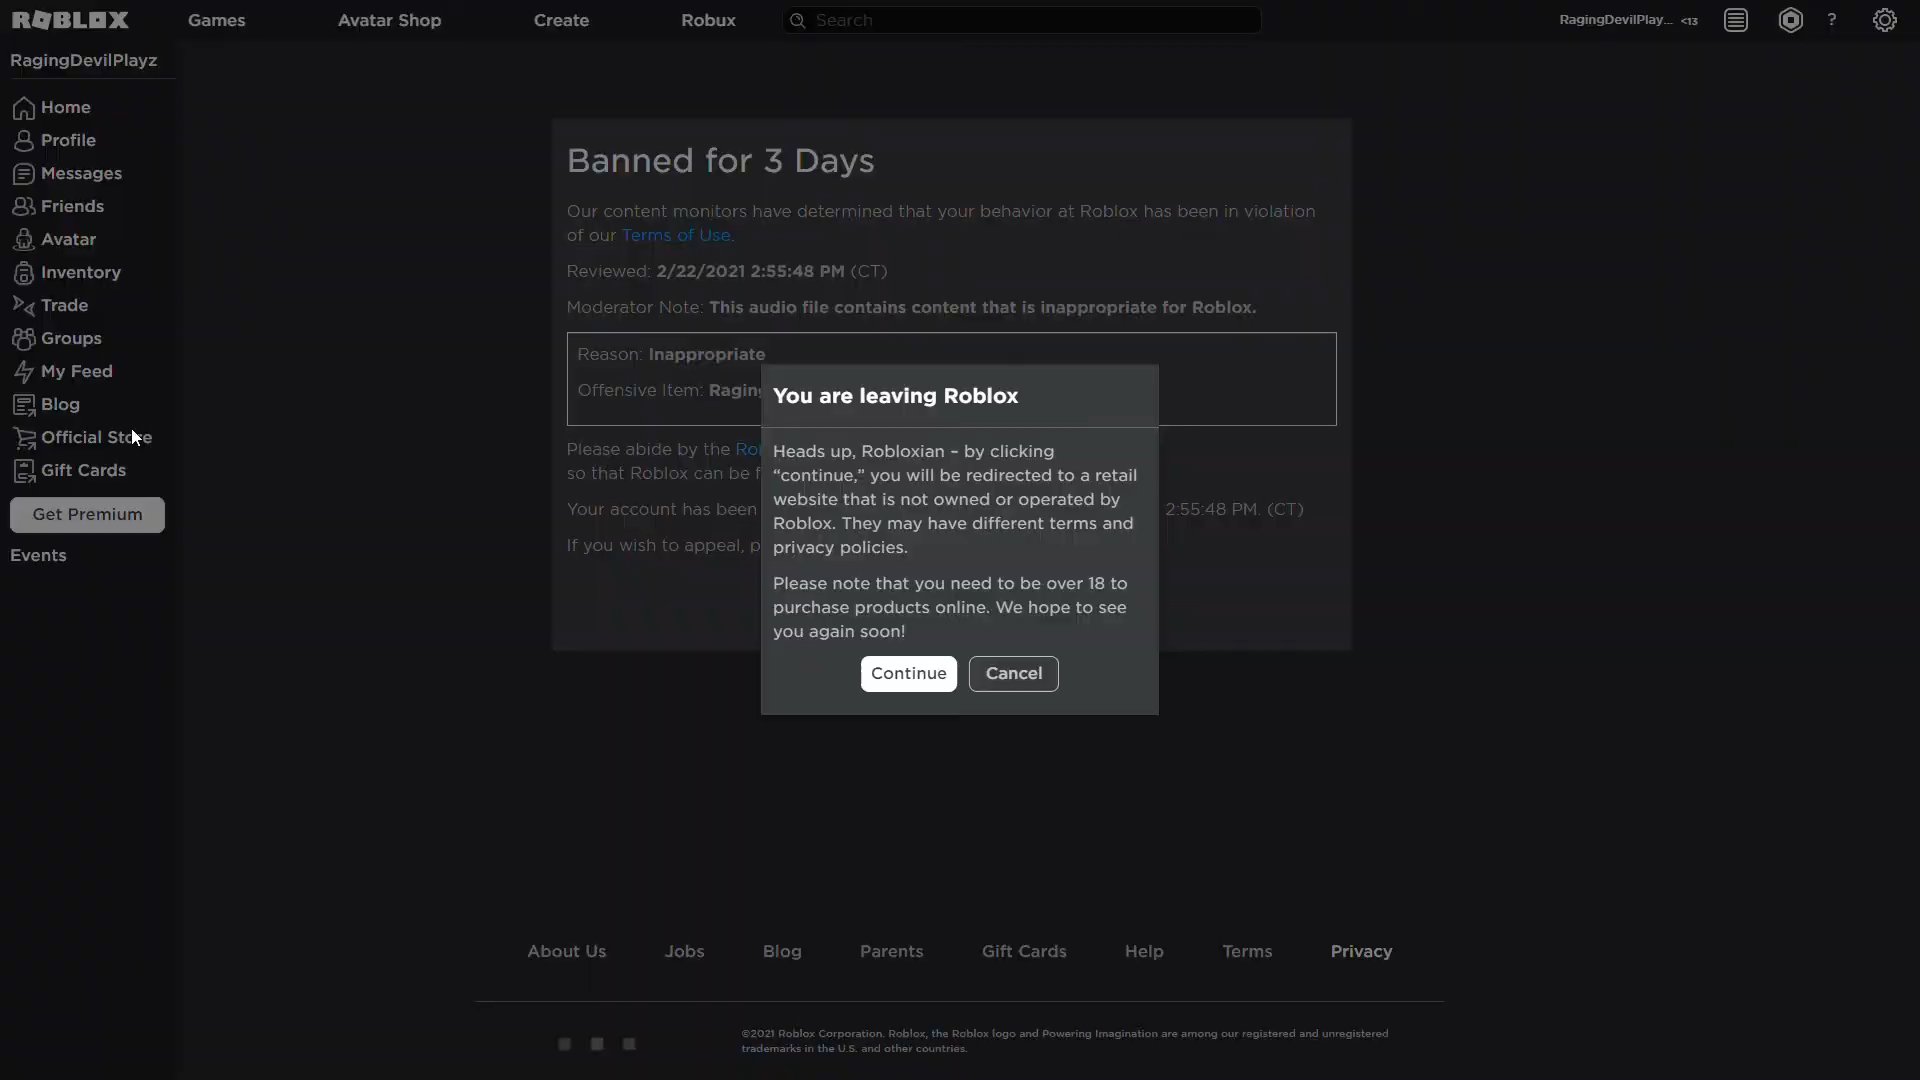 ROBLOX
Games
Avatar Shop
Create
Robux
Search
RagingDevilPlay... <13
?
RagingDevilPlayz
Home
Profile
Messages
Friends
Avatar
Inventory
Trade
Groups
My Feed
Blog
Official Store
Gift Cards
Get Premium
Events
Banned for 3 Days
Our content monitors have determined that your behavior at Roblox has been in violation
of our Terms of Use.
Reviewed: 2/22/2021 2:55:48 PM (CT)
Moderator Note: This audio file contains content that is inappropriate for Roblox.
Reason: Inappropriate
Offensive Item:
Please abide by the
so that Roblox can be
Your account has been
2:55:48 PM. (CT)
If you wish to appeal,
You are leaving Roblox
Heads up, Robloxian – by clicking
“continue,” you will be redirected to a retail
website that is not owned or operated by
Roblox. They may have different terms and
privacy policies.
Please note that you need to be over 18 to
purchase products online. We hope to see
you again soon!
Continue
Cancel
About Us
Jobs
Blog
Parents
Gift Cards
Help
Terms
Privacy
©2021 Roblox Corporation. Roblox, the Roblox logo and Powering Imagination are among our registered and unregistered
trademarks in the U.S. and other countries.